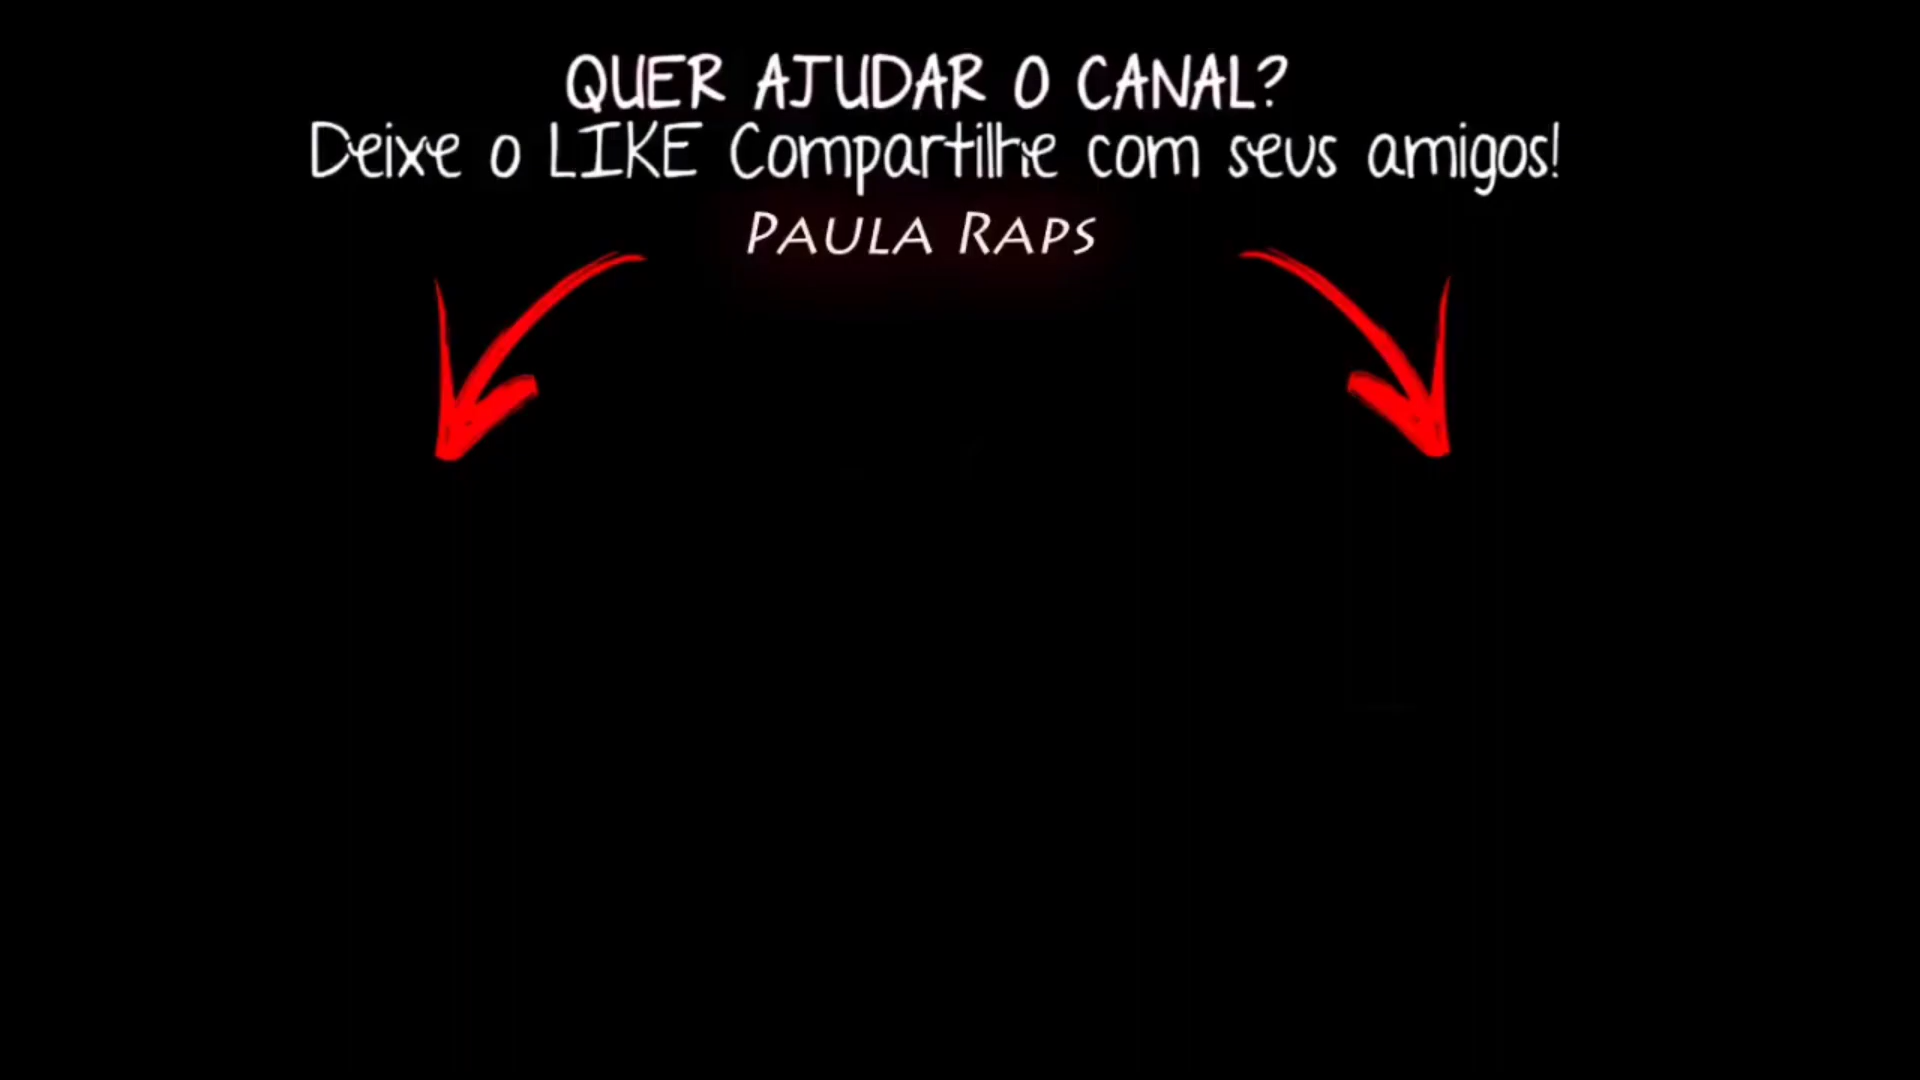 QUER AJUDAR O CANAL?
Deixe o LIKE Compartilhe com seus amigos!
PAULA RAPS